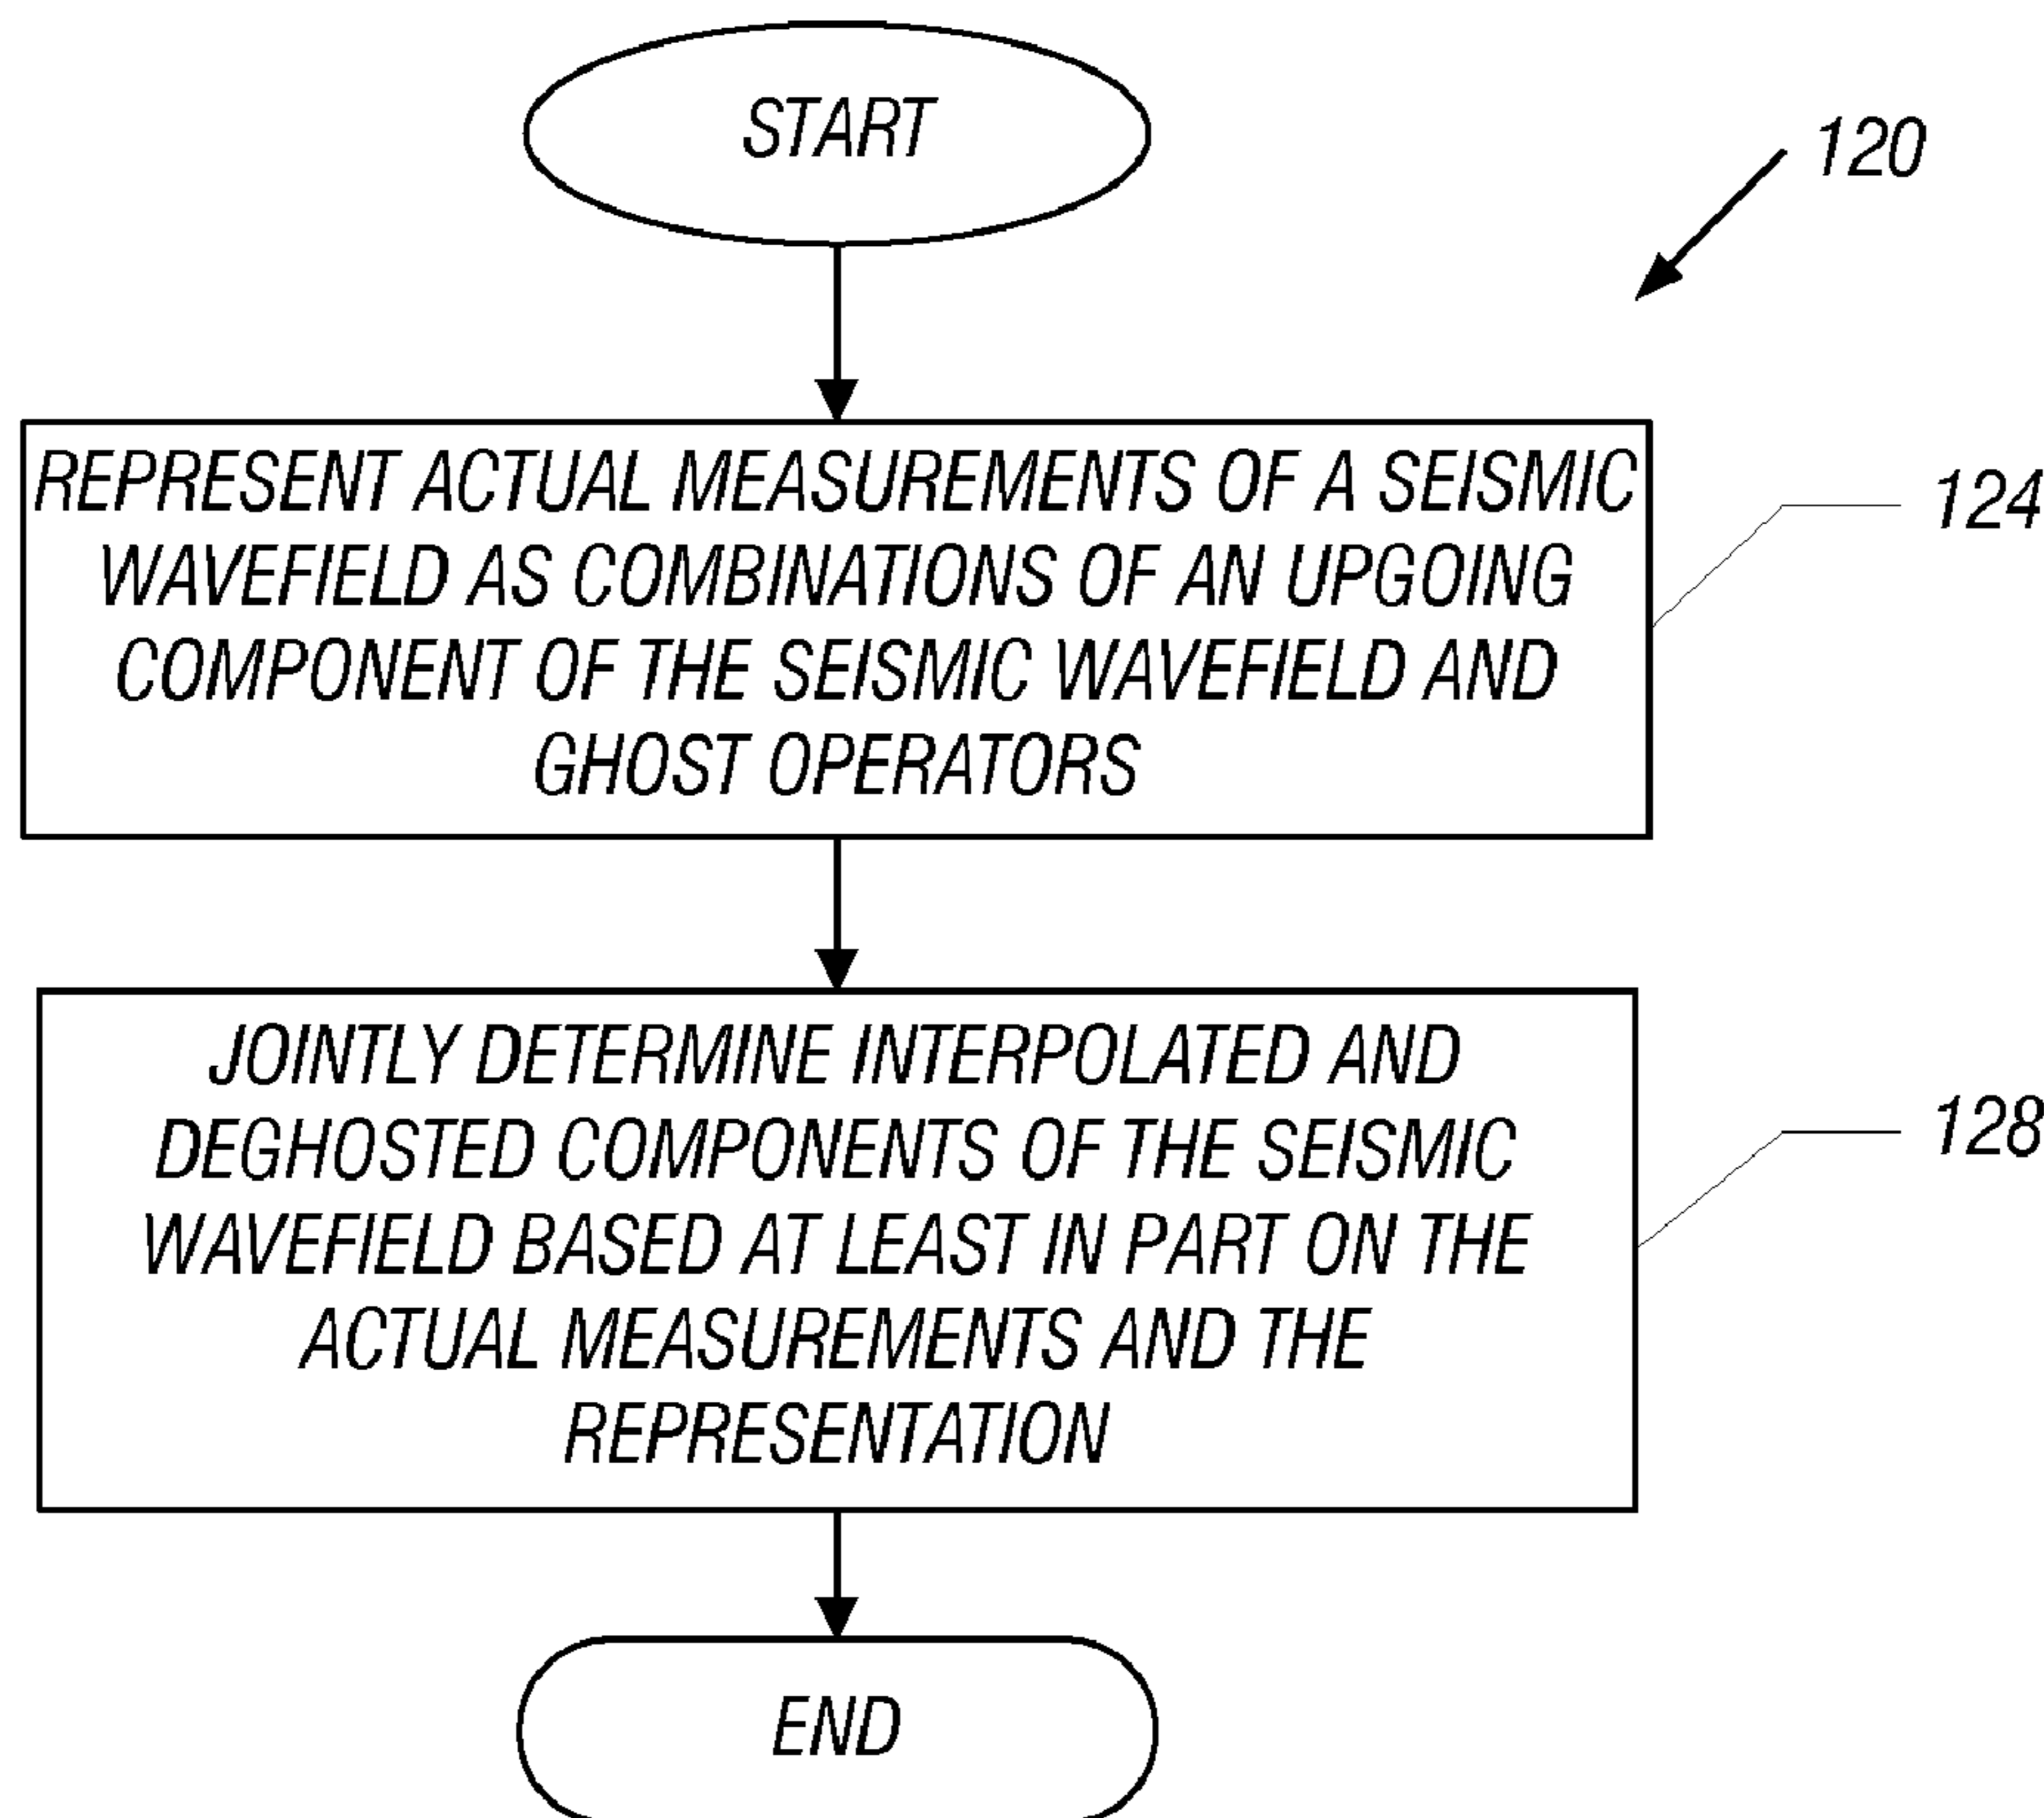 START
120
REPRESENT ACTUAL MEASUREMENTS OF A SEISMIC
WAVEFIELD AS COMBINATIONS OF AN UPGOING
COMPONENT OF THE SEISMIC WAVEFIELD AND
GHOST OPERATORS
124
JOINTLY DETERMINE INTERPOLATED AND
DEGHOSTED COMPONENTS OF THE SEISMIC
WAVEFIELD BASED AT LEAST IN PART ON THE
ACTUAL MEASUREMENTS AND THE
REPRESENTATION
128
END